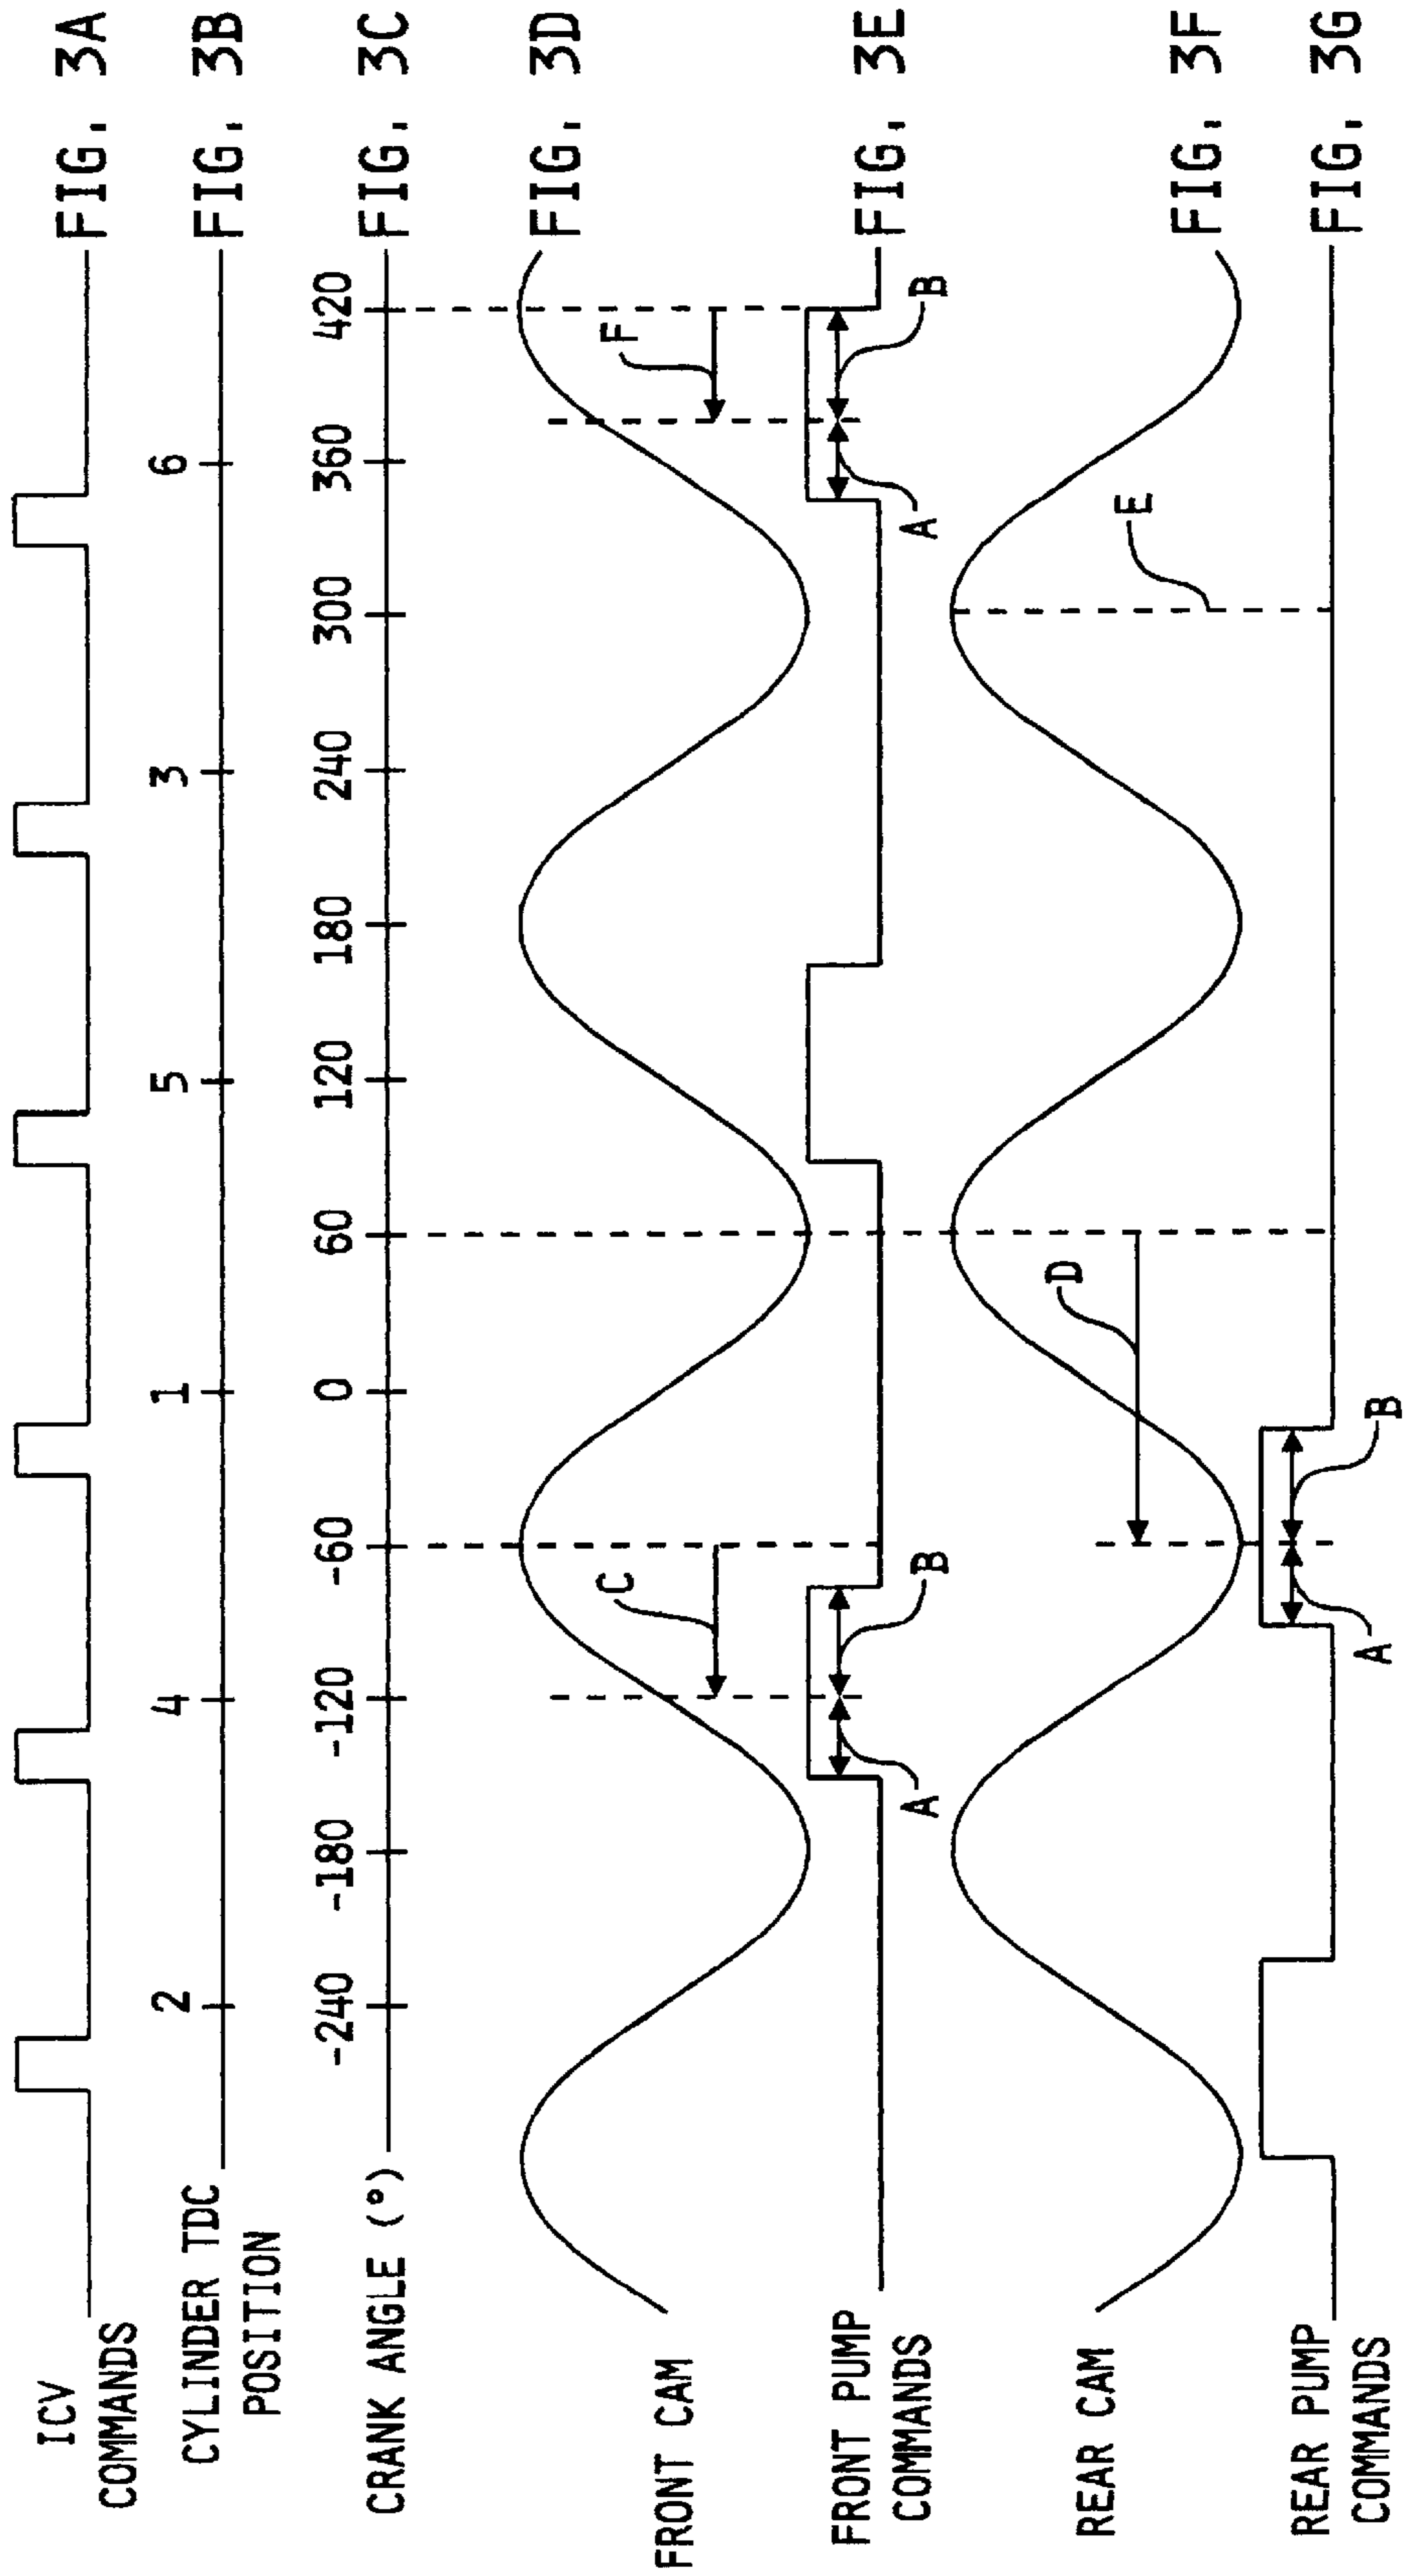 ICV
COMMANDS
FIG. 3A
CYLINDER TDC
POSITION
2 4 1 5 3 6
FIG. 3B
CRANK ANGLE (°)
-240 -180 -120 -60 0 60 120 180 240 300 360 420
FIG. 3C
FRONT CAM
C
F
FIG. 3D
FRONT PUMP
COMMANDS
A B A B
FIG. 3E
REAR CAM
D
E
FIG. 3F
REAR PUMP
COMMANDS
A B
FIG. 3G